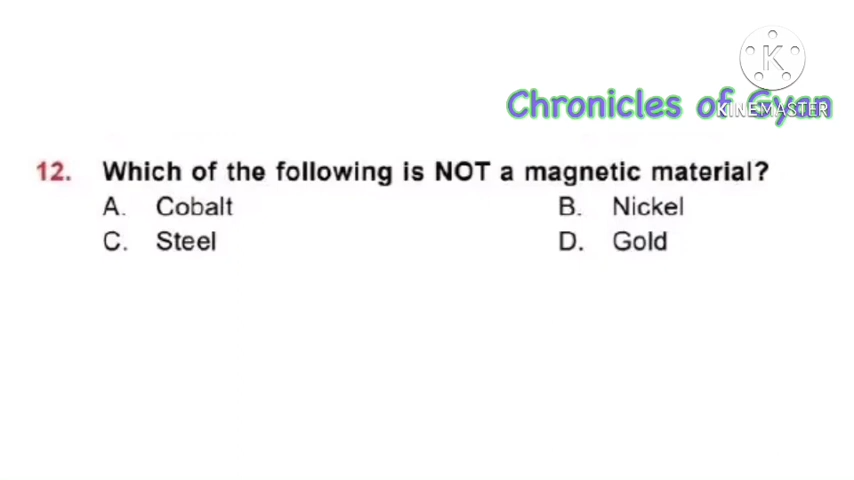 K
Chronicles of Gyan
KINEMASTER
12. Which of the following is NOT a magnetic material?
A. Cobalt B. Nickel
C. Steel D. Gold